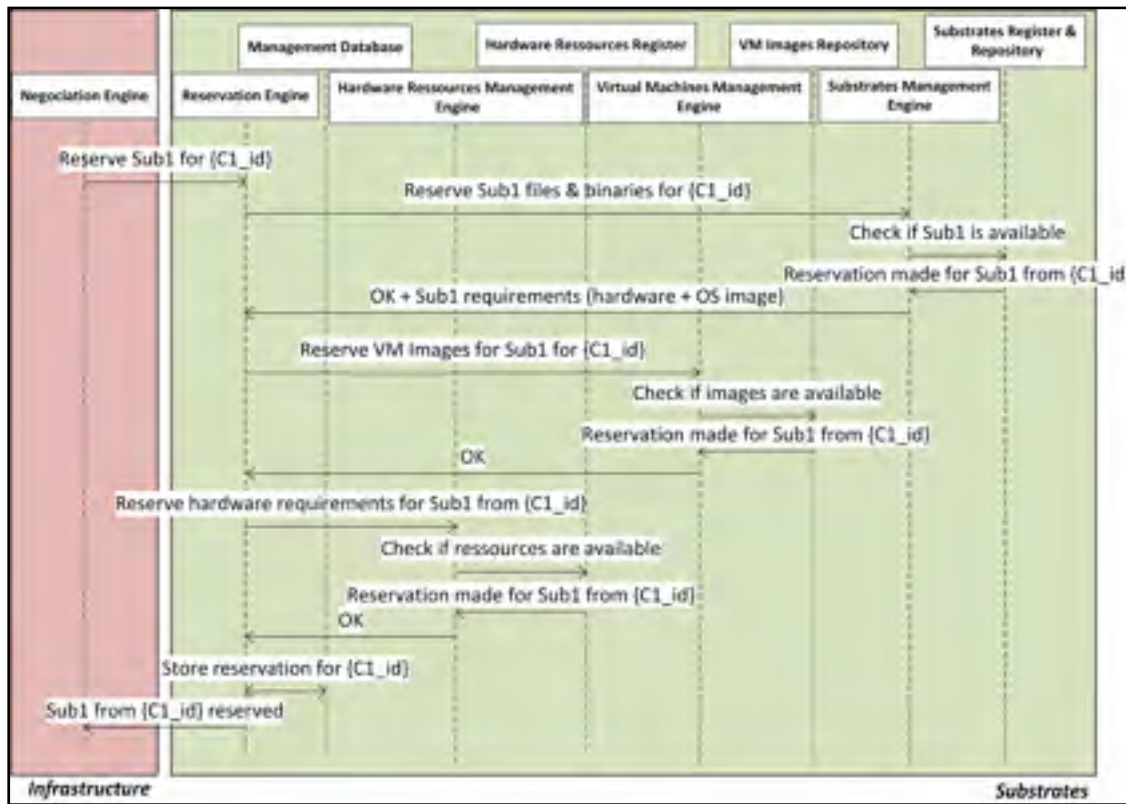 Management Database
Hardware Ressources Register
VM Images Repository
Substrates Register &
Repository
Negociation Engine
Reservation Engine
Hardware Ressources Management
Engine
Virtual Machines Management
Engine
Substrates Management
Engine
Reserve Sub1 for {C1_id}
Reserve Sub1 files & binaries for {C1_id}
Check if Sub1 is available
Reservation made for Sub1 from {C1_id
OK + Sub1 requirements (hardware + OS image)
Reserve VM Images for Sub1 for {C1_id}
Check if images are available
Reservation made for Sub1 from {C1_id}
OK
Reserve hardware requirements for Sub1 from {C1_id}
Check if ressources are available
Reservation made for Sub1 from {C1_id}
OK
Store reservation for {C1_id}
Sub1 from {C1_id} reserved
Infrastructure
Substrates